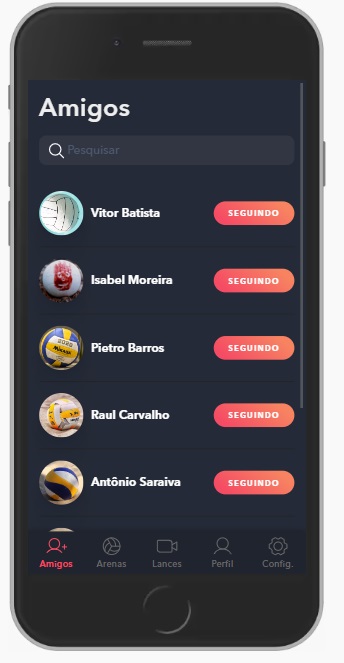 Amigos
Pesquisar
Vitor Batista
SEGUINDO
Isabel Moreira
SEGUINDO
Pietro Barros
SEGUINDO
Raul Carvalho
SEGUINDO
Antônio Saraiva
SEGUINDO
Amigos
Arenas
Lances
Perfil
Config.